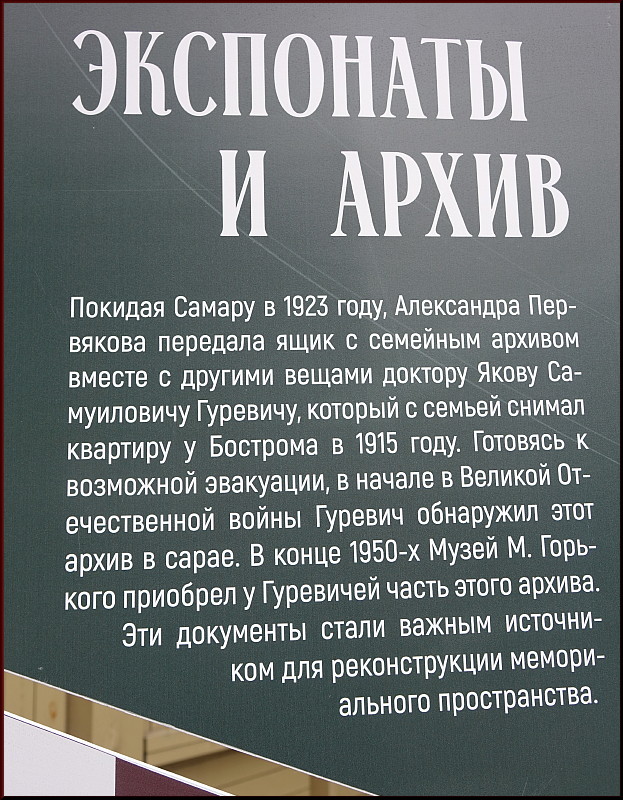 ЭКСПОНАТЫ
И АРХИВ
Покидая Самару в 1923 году, Александра Пер-
вякова передала ящик с семейным архивом
вместе с другими вещами доктору Якову Са-
муиловичу Гуревичу, который с семьей снимал
квартиру у Бострома в 1915 году. Готовясь к
возможной эвакуации, в начале в Великой От-
ечественной войны Гуревич обнаружил этот
архив в сарае. В конце 1950-х Музей М. Горь-
кого приобрел у Гуревичей часть этого архива.
Эти документы стали важным источни-
ком для реконструкции мемори-
ального пространства.